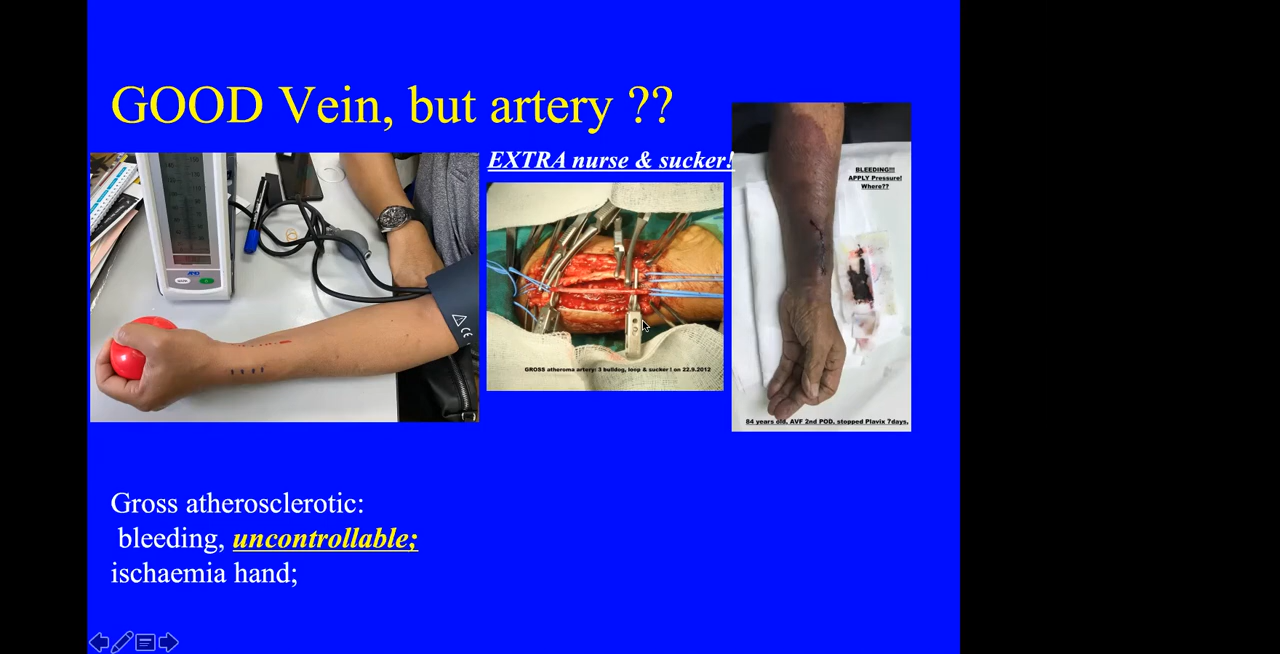 GOOD Vein, but artery ??
EXTRA nurse & sucker!
BLEEDING!!!
APPLY Pressure!
Where??
GROSS atheroma artery: 3 bulldog, loop & sucker ! on 22.9.2012
84 years old, AVF 2nd POD, stopped Plavix 7days,
Gross atherosclerotic:
bleeding, uncontrollable;
ischaemia hand;